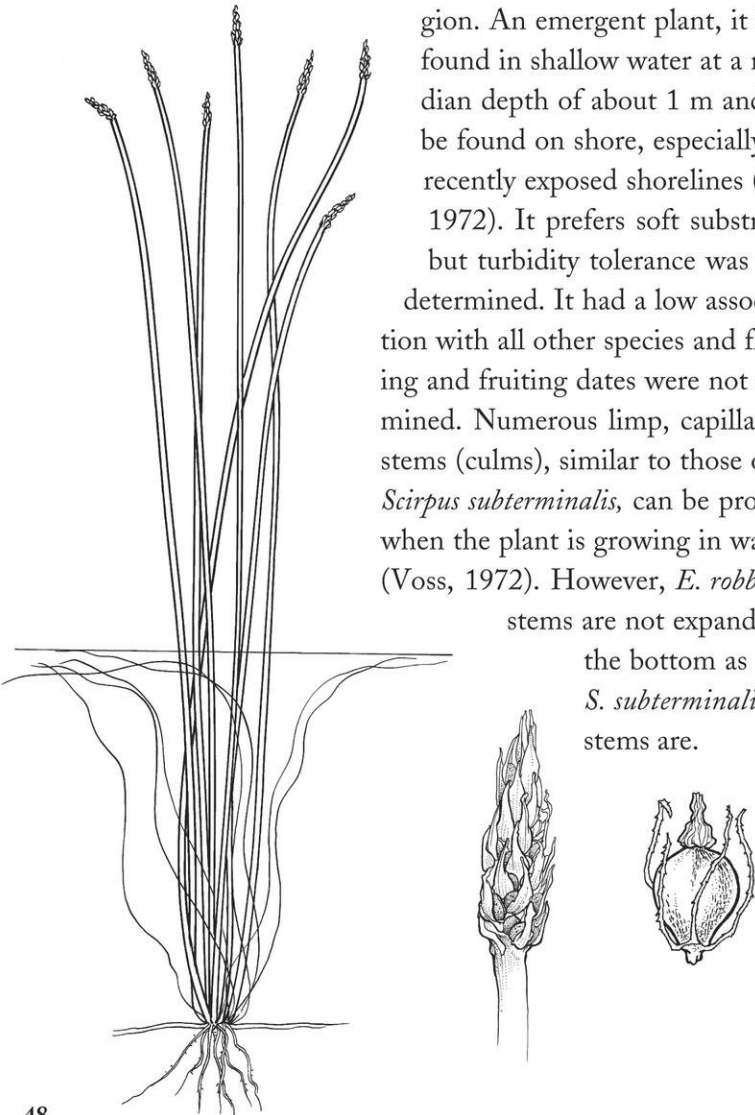 gion. An emergent plant, it
found in shallow water at a
dian depth of about 1 m and
be found on shore, especially
recently exposed shorelines (
1972). It prefers soft substr
but turbidity tolerance was
determined. It had a low asso
tion with all other species and f
ing and fruiting dates were not
mined. Numerous limp, capilla
stems (culms), similar to those o
Scirpus subterminalis, can be pro
when the plant is growing in wa
(Voss, 1972). However, E. robb
stems are not expand
the bottom as
S. subterminali
stems are.
48